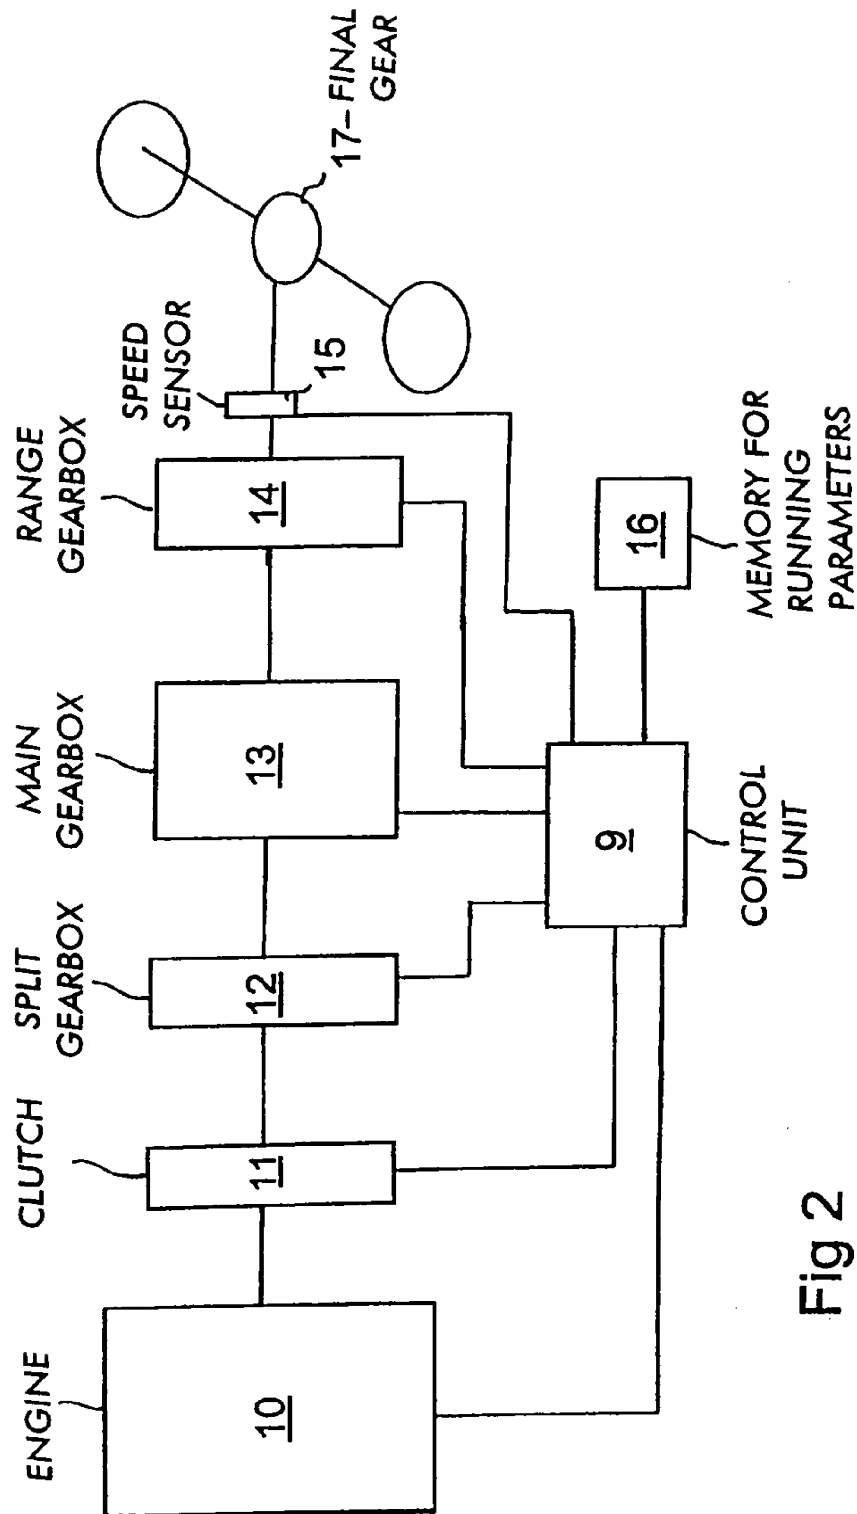 ENGINE
10
CLUTCH
11
SPLIT
GEARBOX
12
MAIN
GEARBOX
13
RANGE
GEARBOX
14
SPEED
SENSOR
15
17-FINAL
GEAR
9
CONTROL
UNIT
16
MEMORY FOR
RUNNING
PARAMETERS
Fig 2